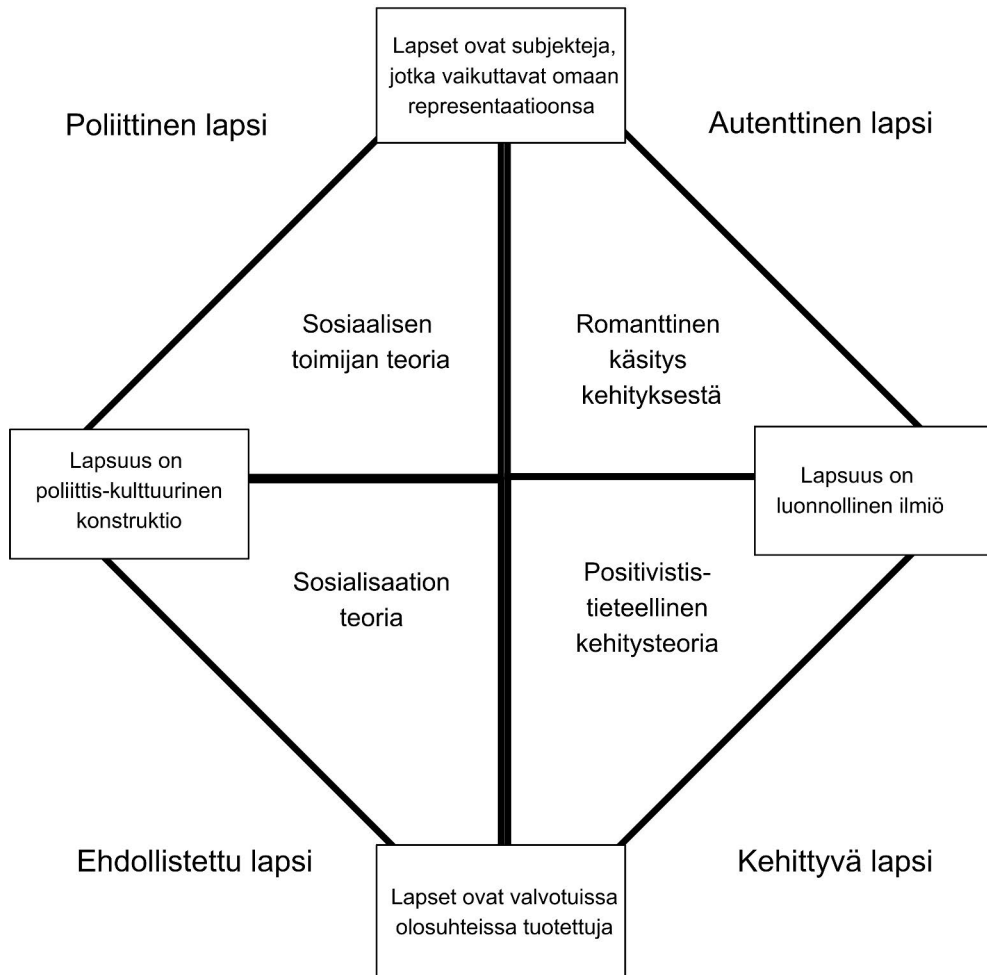 Lapset ovat subjekteja,
jotka vaikuttavat omaan
representaatioonsa
Poliittinen lapsi
Autenttinen lapsi
Sosiaalisen
toimijan teoria
Romanttinen
käsitys
kehityksestä
Lapsuus on
poliittis-kulttuurinen
konstruktio
Lapsuus on
luonnollinen ilmiö
Sosialisaation
teoria
Positivistis-
tieteellinen
kehitysteoria
Ehdollistettu lapsi
Kehittyvä lapsi
Lapset ovat valvotuissa
olosuhteissa tuotettuja